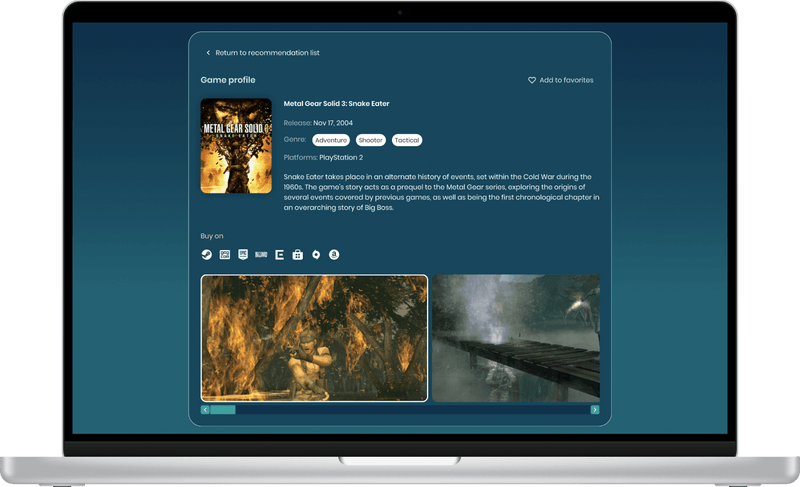 Return to recommendation list
Game profile
Add to favorites
METAL GEAR SOLID 3
SNAKE EATER
Metal Gear Solid 3: Snake Eater
Release: Nov 17, 2004
Genre: Adventure Shooter Tactical
Platforms: PlayStation 2
Snake Eater takes place in an alternate history of events, set within the Cold War during the
1960s. The game's story acts as a prequel to the Metal Gear series, exploring the origins of
several events covered by previous games, as well as being the first chronological chapter in
an overarching story of Big Boss.
Buy on